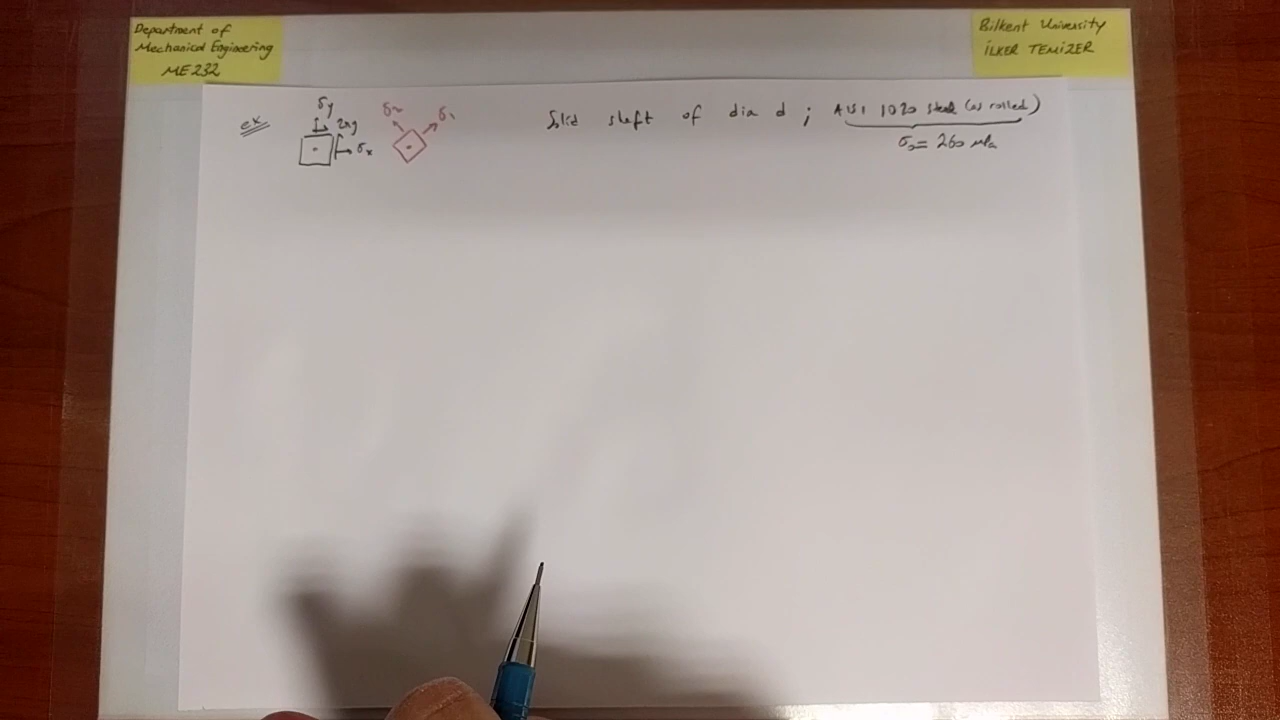 Department of
Mechanical Engineering
ME232
Bilkent University
İLKER TEMİZER
ex
σy
τxy
σx
σ2
σ1
Solid shaft of dia d ; AISI 1020 steel (as rolled)
σo = 260 MPa